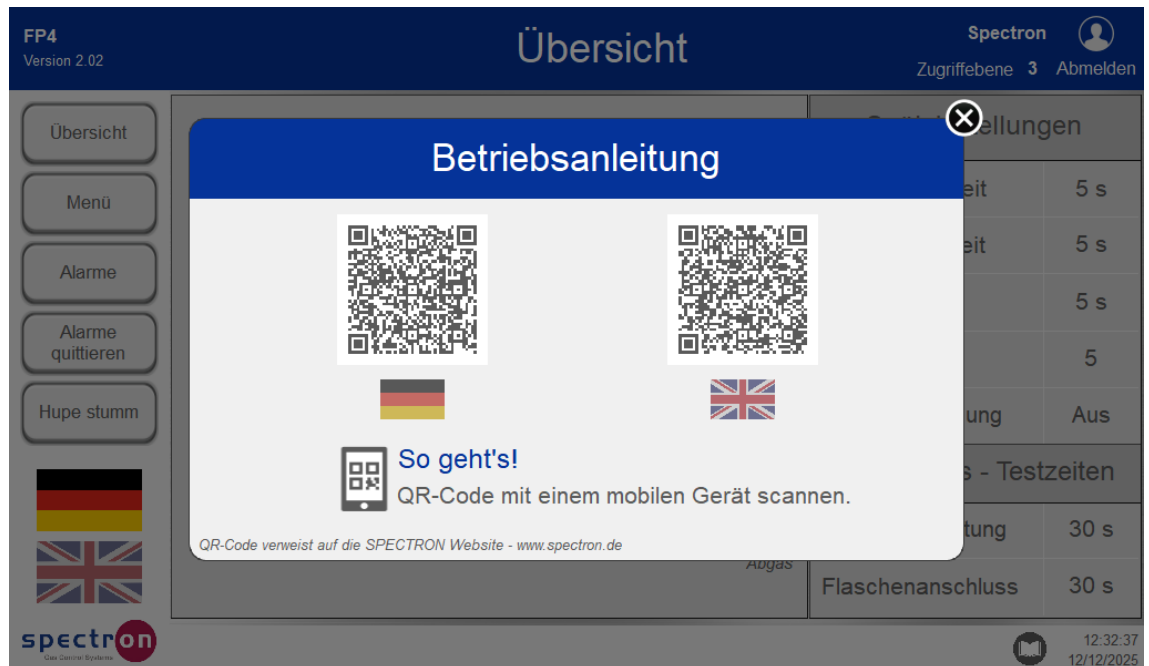 FP4
Version 2.02
Übersicht
Spectron
Zugriffebene 3
Abmelden
Übersicht
Menü
Alarme
Alarme
quittieren
Hupe stumm
Betriebsanleitung
So geht's!
QR-Code mit einem mobilen Gerät scannen.
QR-Code verweist auf die SPECTRON Website - www.spectron.de
ellungen
eit 5 s
eit 5 s
5 s
5
ung Aus
s - Testzeiten
tung 30 s
Abgas
Flaschenanschluss 30 s
spectron
Gas Control Systems
12:32:37
12/12/2025